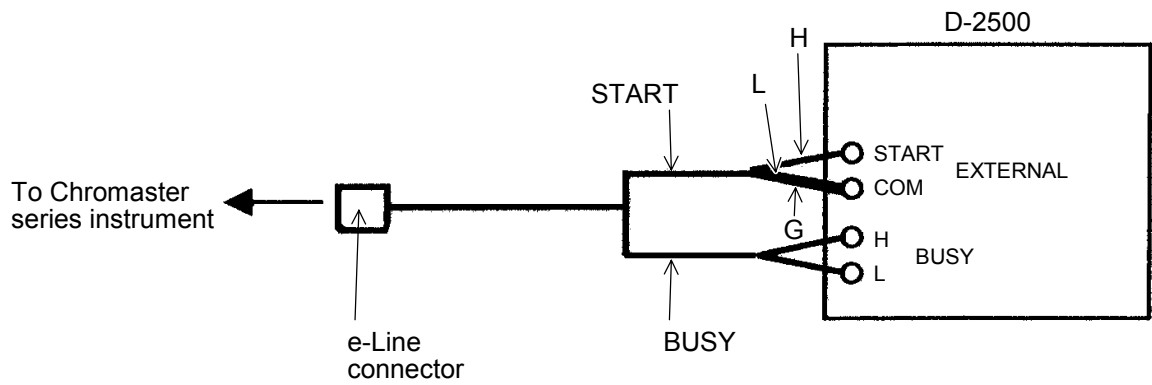 D-2500
H
L
START
START
EXTERNAL
COM
To Chromaster
series instrument
G
H
BUSY
L
e-Line
connector
BUSY